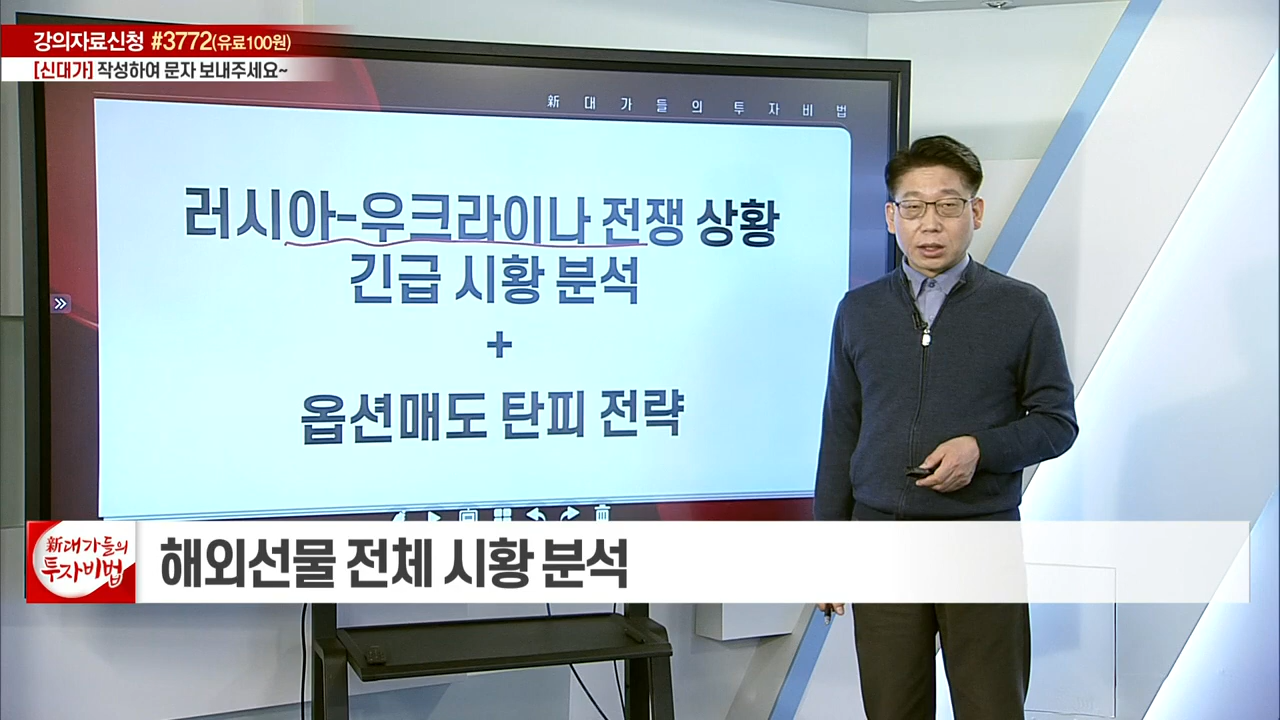 강의자료신청 #3772(유료100원)
[신대가] 작성하여 문자 보내주세요~
新 대 가 들 의 투 자 비 법
러시아-우크라이나 전쟁 상황
긴급 시황 분석
+
옵션매도 탄피 전략
新대가들의
투자비법
해외선물 전체 시황 분석